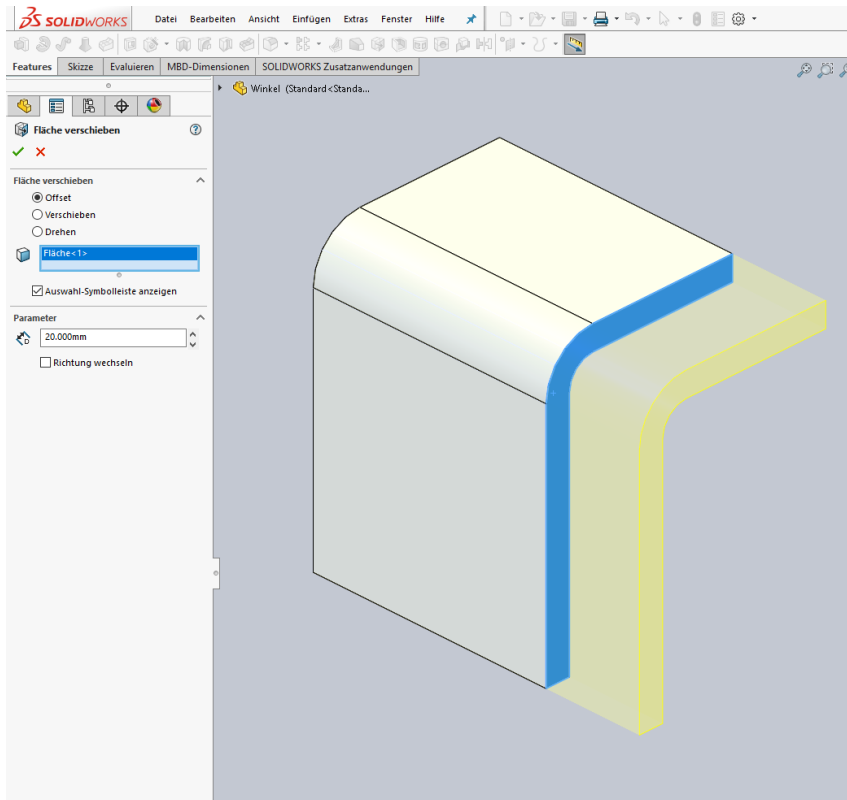 SOLIDWORKS Datei Bearbeiten Ansicht Einfügen Extras Fenster Hilfe
Features Skizze Evaluieren MBD-Dimensionen SOLIDWORKS Zusatzanwendungen
Winkel (Standard<Standa...
Fläche verschieben
Fläche verschieben
Offset
Verschieben
Drehen
Fläche<1>
Auswahl-Symbolleiste anzeigen
Parameter
20.000mm
Richtung wechseln